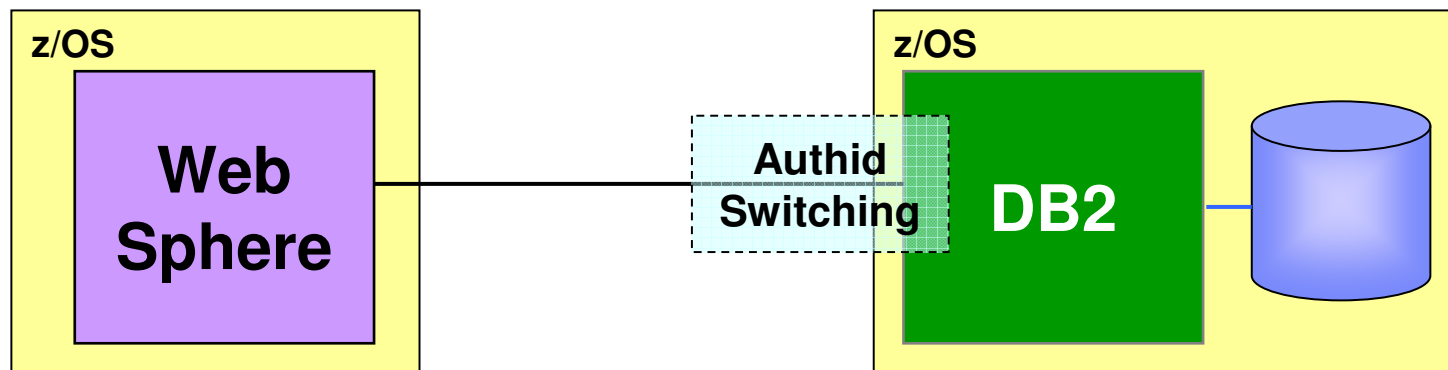 z/OS
Web
Sphere
Authid
Switching
z/OS
DB2